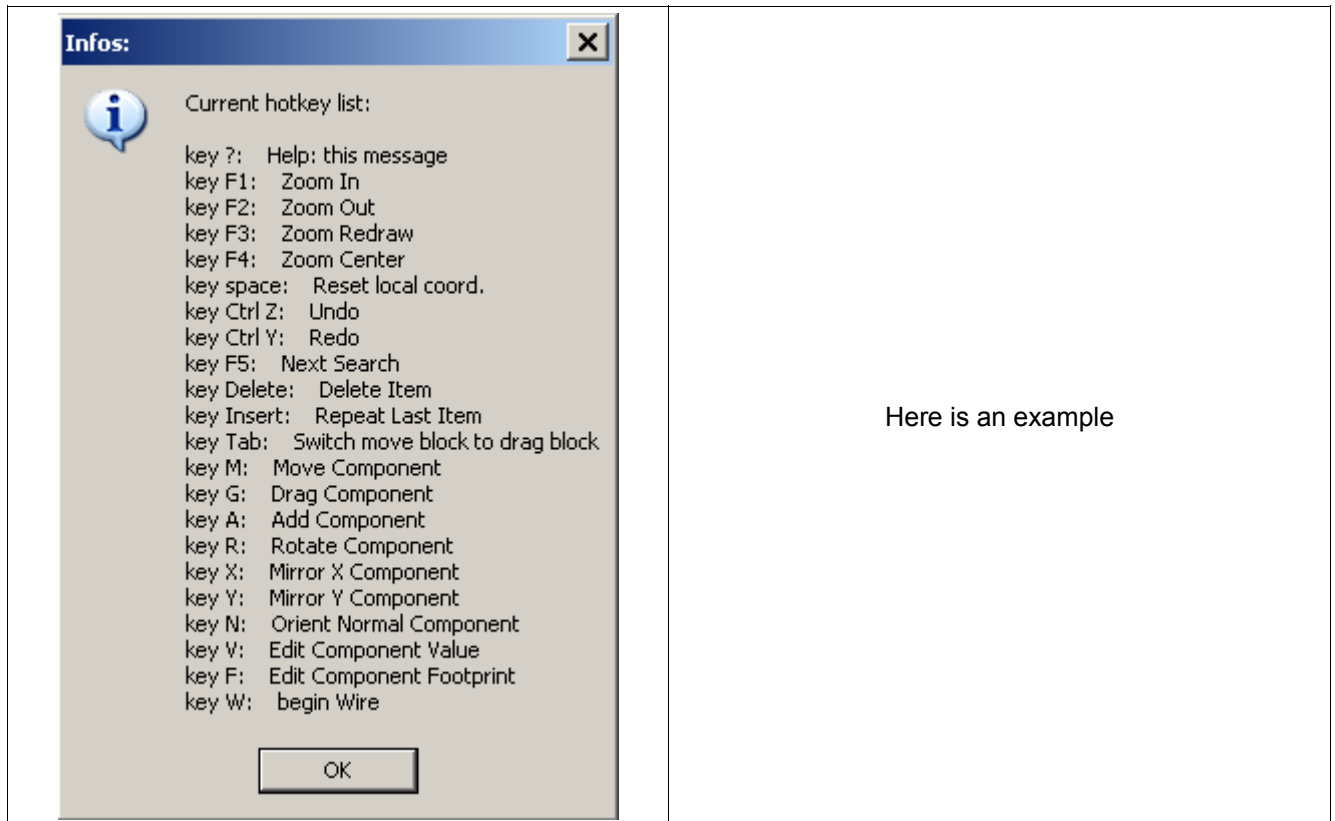 Infos:
Current hotkey list:
key ?: Help: this message
key F1: Zoom In
key F2: Zoom Out
key F3: Zoom Redraw
key F4: Zoom Center
key space: Reset local coord.
key Ctrl Z: Undo
key Ctrl Y: Redo
key F5: Next Search
key Delete: Delete Item
key Insert: Repeat Last Item
key Tab: Switch move block to drag block
key M: Move Component
key G: Drag Component
key A: Add Component
key R: Rotate Component
key X: Mirror X Component
key Y: Mirror Y Component
key N: Orient Normal Component
key V: Edit Component Value
key F: Edit Component Footprint
key W: begin Wire
OK
Here is an example